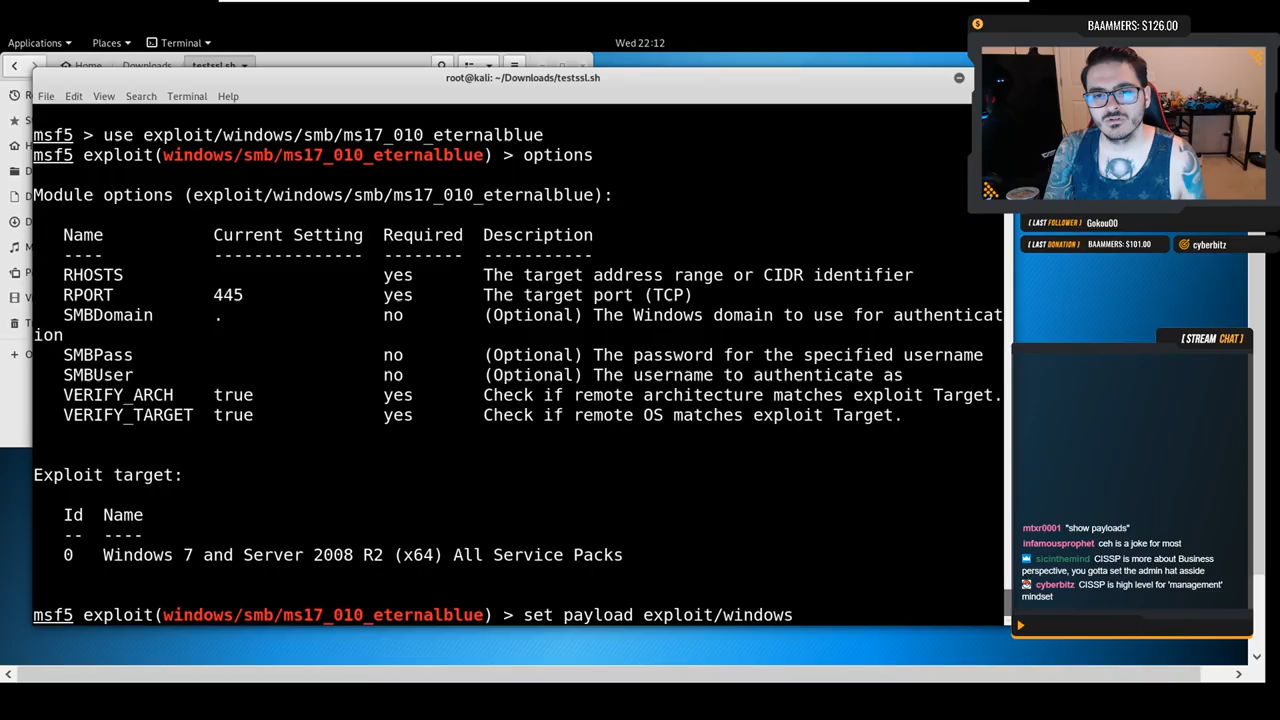 BAAMMERS: $126.00
Applications Places Terminal Wed 22:12
Home Downloads testssl.sh
root@kali: ~/Downloads/testssl.sh
File Edit View Search Terminal Help
msf5 > use exploit/windows/smb/ms17_010_eternalblue
msf5 exploit(windows/smb/ms17_010_eternalblue) > options
Module options (exploit/windows/smb/ms17_010_eternalblue):
Name Current Setting Required Description
---- --------------- -------- -----------
RHOSTS yes The target address range or CIDR identifier
RPORT 445 yes The target port (TCP)
SMBDomain . no (Optional) The Windows domain to use for authenticat
ion
SMBPass no (Optional) The password for the specified username
SMBUser no (Optional) The username to authenticate as
VERIFY_ARCH true yes Check if remote architecture matches exploit Target.
VERIFY_TARGET true yes Check if remote OS matches exploit Target.
Exploit target:
Id Name
-- ----
0 Windows 7 and Server 2008 R2 (x64) All Service Packs
msf5 exploit(windows/smb/ms17_010_eternalblue) > set payload exploit/windows
[ LAST FOLLOWER ] Gokou00
[ LAST DONATION ] BAAMMERS: $101.00 cyberbitz
[ STREAM CHAT ]
mtxr0001 "show payloads"
infamousprophet ceh is a joke for most
sicinthemind CISSP is more about Business
perspective, you gotta set the admin hat asside
cyberbitz CISSP is high level for 'management'
mindset